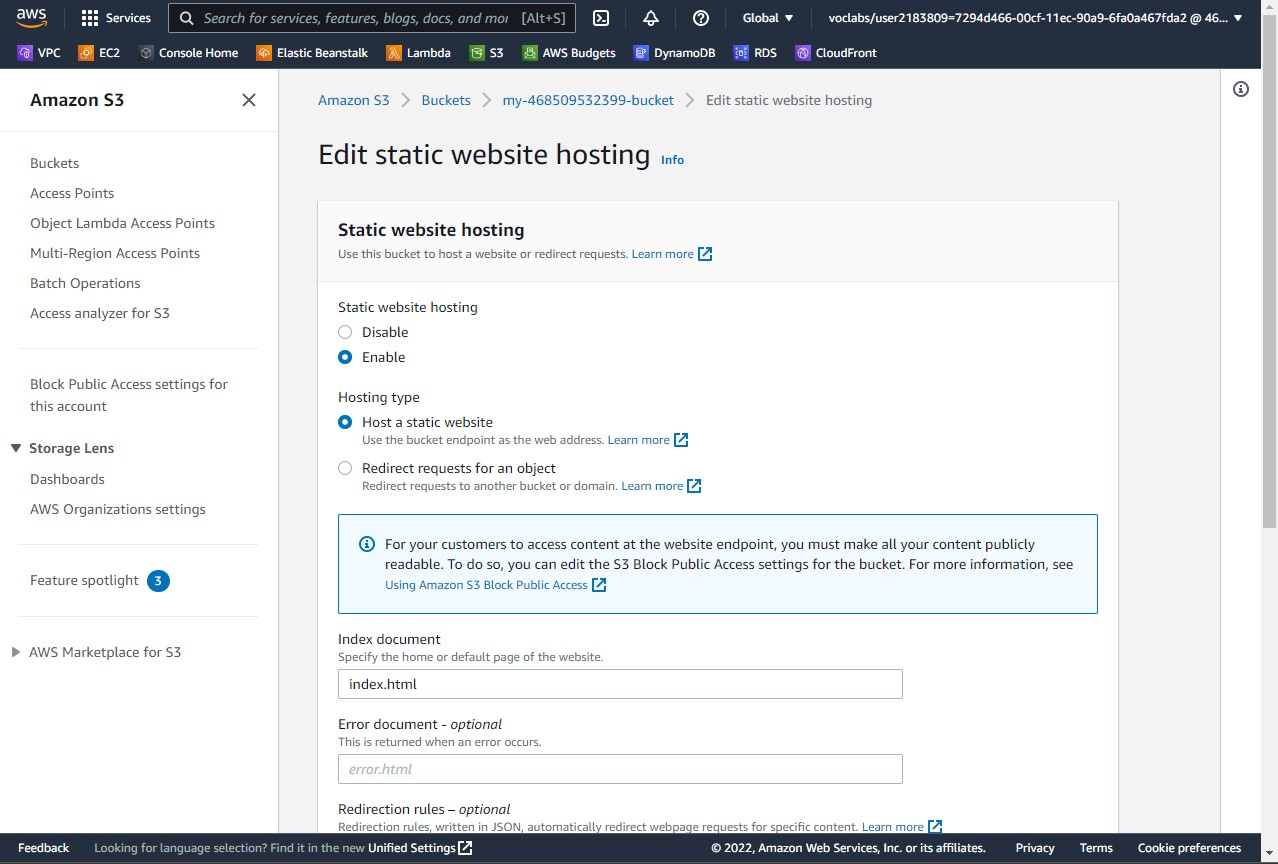 aws
Services
Search for services, features, blogs, docs, and mo [Alt+S]
Global
voclabs/user2183809=7294d466-00cf-11ec-90a9-6fa0a467fda2 @ 46...
VPC
EC2
Console Home
Elastic Beanstalk
Lambda
S3
AWS Budgets
DynamoDB
RDS
CloudFront
Amazon S3
Buckets
Access Points
Object Lambda Access Points
Multi-Region Access Points
Batch Operations
Access analyzer for S3
Block Public Access settings for
this account
Storage Lens
Dashboards
AWS Organizations settings
Feature spotlight 3
AWS Marketplace for S3
Amazon S3 > Buckets > my-468509532399-bucket > Edit static website hosting
Edit static website hosting Info
Static website hosting
Use this bucket to host a website or redirect requests. Learn more
Static website hosting
Disable
Enable
Hosting type
Host a static website
Use the bucket endpoint as the web address. Learn more
Redirect requests for an object
Redirect requests to another bucket or domain. Learn more
For your customers to access content at the website endpoint, you must make all your content publicly
readable. To do so, you can edit the S3 Block Public Access settings for the bucket. For more information, see
Using Amazon S3 Block Public Access
Index document
Specify the home or default page of the website.
index.html
Error document - optional
This is returned when an error occurs.
error.html
Redirection rules – optional
Redirection rules, written in JSON, automatically redirect webpage requests for specific content. Learn more
Feedback
Looking for language selection? Find it in the new Unified Settings
© 2022, Amazon Web Services, Inc. or its affiliates.
Privacy
Terms
Cookie preferences